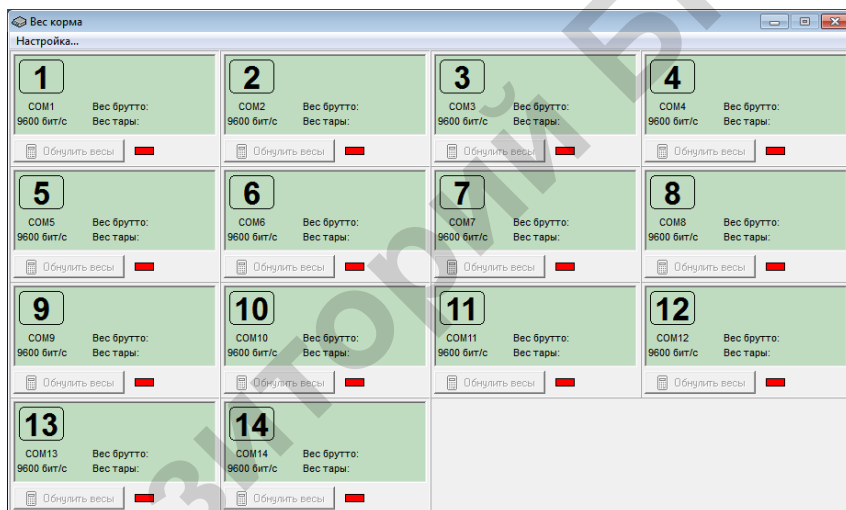 Вес корма
Настройка...
1 2 3 4
COM1 Вес брутто: COM2 Вес брутто: COM3 Вес брутто: COM4 Вес брутто:
9600 бит/с Вес тары: 9600 бит/с Вес тары: 9600 бит/с Вес тары: 9600 бит/с Вес тары:
Обнулить весы Обнулить весы Обнулить весы Обнулить весы
5 6 7 8
COM5 Вес брутто: COM6 Вес брутто: COM7 Вес брутто: COM8 Вес брутто:
9600 бит/с Вес тары: 9600 бит/с Вес тары: 9600 бит/с Вес тары: 9600 бит/с Вес тары:
Обнулить весы Обнулить весы Обнулить весы Обнулить весы
9 10 11 12
COM9 Вес брутто: COM10 Вес брутто: COM11 Вес брутто: COM12 Вес брутто:
9600 бит/с Вес тары: 9600 бит/с Вес тары: 9600 бит/с Вес тары: 9600 бит/с Вес тары:
Обнулить весы Обнулить весы Обнулить весы Обнулить весы
13 14
COM13 Вес брутто: COM14 Вес брутто:
9600 бит/с Вес тары: 9600 бит/с Вес тары:
Обнулить весы Обнулить весы